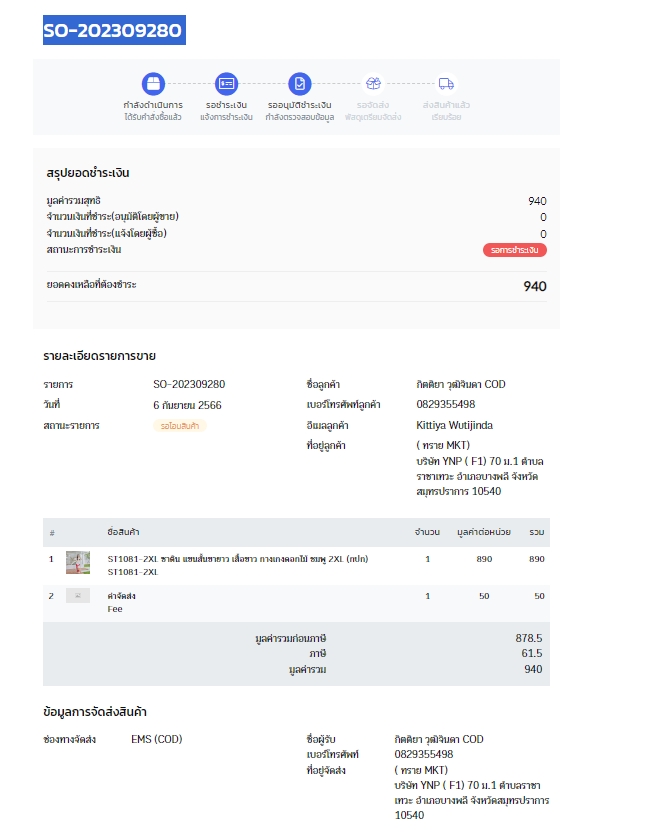 SO-202309280
กำลังดำเนินการ
ได้รับคำสั่งซื้อแล้ว
รอชำระเงิน
แจ้งการชำระเงิน
รออนุมัติชำระเงิน
กำลังตรวจสอบข้อมูล
รอจัดส่ง
พัสดุเตรียมจัดส่ง
ส่งสินค้าแล้ว
เรียบร้อย
สรุปยอดชำระเงิน
มูลค่ารวมสุทธิ 940
จำนวนเงินที่ชำระ(อนุมัติโดยผู้ขาย) 0
จำนวนเงินที่ชำระ(แจ้งโดยผู้ซื้อ) 0
สถานะการชำระเงิน รอการชำระเงิน
ยอดคงเหลือที่ต้องชำระ 940
รายละเอียดรายการขาย
รายการ SO-202309280
วันที่ 6 กันยายน 2566
สถานะรายการ รอโอนสินค้า
ชื่อลูกค้า กิตติยา วุฒิจินดา COD
เบอร์โทรศัพท์ลูกค้า 0829355498
อีเมลลูกค้า Kittiya Wutijinda
ที่อยู่ลูกค้า ( ทราย MKT)
บริษัท YNP ( F1) 70 ม.1 ตำบล
ราชาเทวะ อำเภอบางพลี จังหวัด
สมุทรปราการ 10540
# ชื่อสินค้า จำนวน มูลค่าต่อหน่วย รวม
1 ST1081-2XL ซาติน แขนสั้นขายาว เสื้อขาว กางเกงดอกไม้ ชมพู 2XL (กปก) 1 890 890
ST1081-2XL
2 ค่าจัดส่ง 1 50 50
Fee
มูลค่ารวมก่อนภาษี 878.5
ภาษี 61.5
มูลค่ารวม 940
ข้อมูลการจัดส่งสินค้า
ช่องทางจัดส่ง EMS (COD)
ชื่อผู้รับ กิตติยา วุฒิจินดา COD
เบอร์โทรศัพท์ 0829355498
ที่อยู่จัดส่ง ( ทราย MKT)
บริษัท YNP ( F1) 70 ม.1 ตำบลราชา
เทวะ อำเภอบางพลี จังหวัดสมุทรปราการ
10540